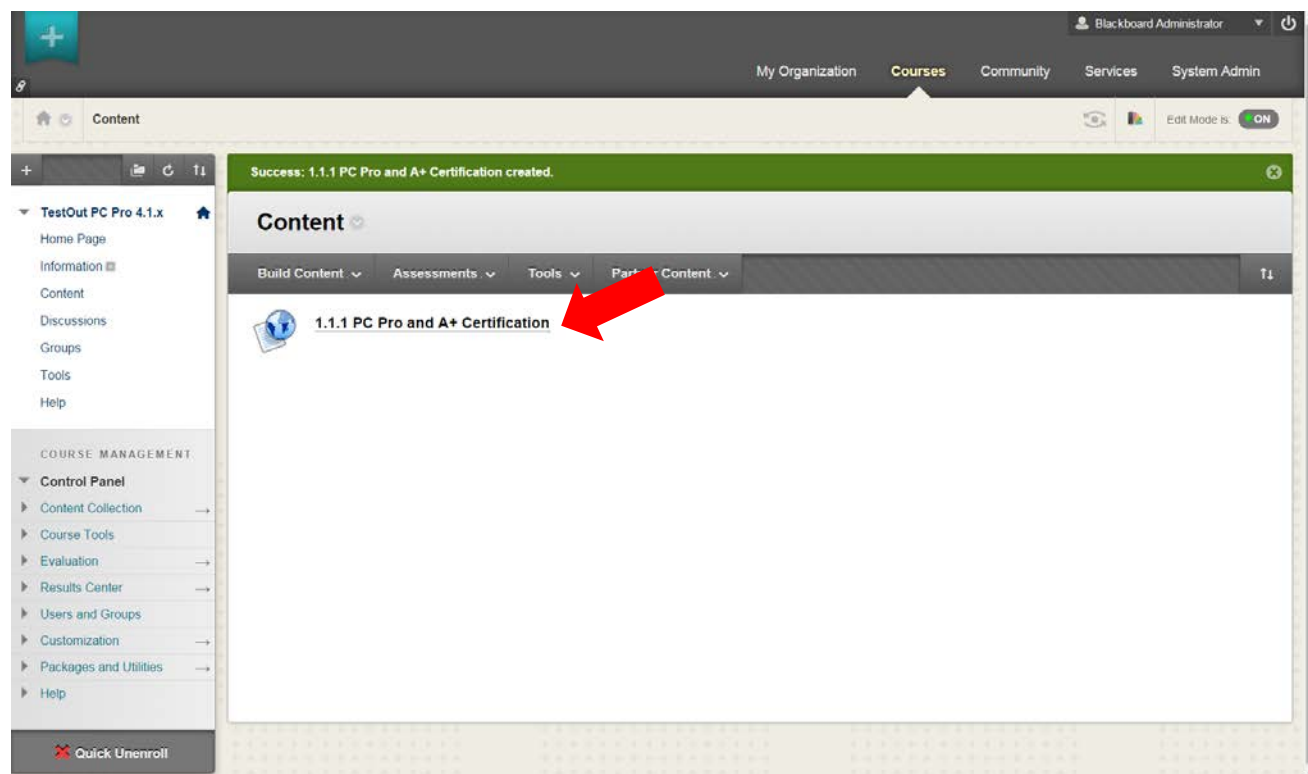 Blackboard Administrator
My Organization Courses Community Services System Admin
Content
Edit Mode is: ON
Success: 1.1.1 PC Pro and A+ Certification created.
TestOut PC Pro 4.1.x
Home Page
Information
Content
Discussions
Groups
Tools
Help
COURSE MANAGEMENT
Control Panel
Content Collection
Course Tools
Evaluation
Results Center
Users and Groups
Customization
Packages and Utilities
Help
Quick Unenroll
Content
Build Content Assessments Tools Content
1.1.1 PC Pro and A+ Certification